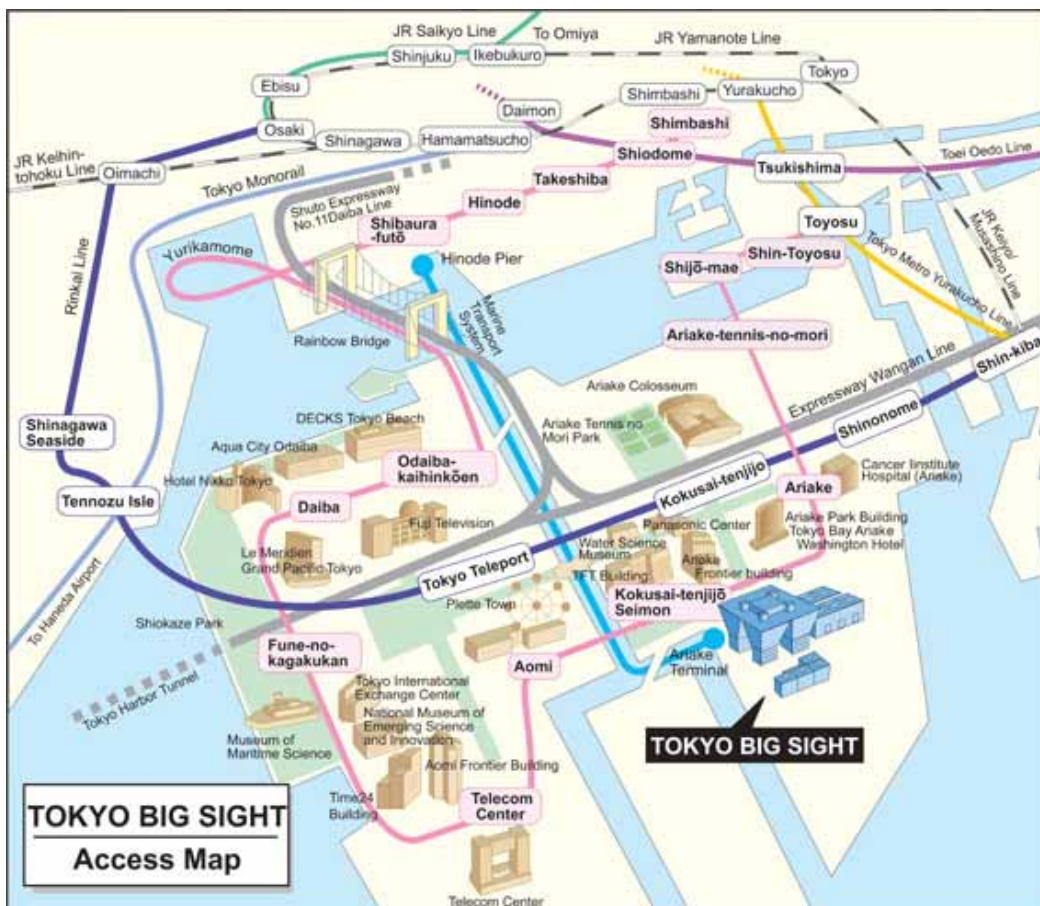 JR Saikyo Line
To Omiya
JR Yamanote Line
Shinjuku
Ikebukuro
Tokyo
Ebisu
Yurakucho
Shimbashi
Daimon
Osaki
Shimbashi
Shinagawa
Hamamatsucho
Shiodome
JR Keihin-
tohoku Line
Oimachi
Tsukishima
Toei Oedo Line
Tokyo Monorail
Takeshiba
Shuto Expressway
No.11Daiba Line
Hinode
Shibaura
-futō
Toyosu
JR Keiyo/
Musashino Line
Yurikamome
Hinode Pier
Shin-Toyosu
Shijō-mae
Tokyo Metro Yurakucho Line
Rinkai Line
Marine
Transport
System
Rainbow Bridge
Ariake-tennis-no-mori
Shin-kiba
Expressway Wangan Line
Ariake Colosseum
DECKS Tokyo Beach
Ariake Tennis no
Mori Park
Shinonome
Shinagawa
Seaside
Aqua City Odaiba
Odaiba-
kaihinkōen
Kokusai-tenjijo
Cancer Iinstitute
Hospital (Ariake)
Hotel Nikko Tokyo
Ariake
Tennozu Isle
Daiba
Fuji Television
Panasonic Center
Ariake Park Building
Tokyo Bay Ariake
Washington Hotel
Water Science
Museum
Le Meridien
Grand Pacific Tokyo
Tokyo Teleport
Ariake
Frontier building
TFT Building
Plette Town
Kokusai-tenjijō
Seimon
To Haneda Airport
Shiokaze Park
Fune-no-
kagakukan
Aomi
Ariake
Terminal
Tokyo Harbor Tunnel
Tokyo International
Exchange Center
National Museum of
Emerging Science
and Innovation
Museum of
Maritime Science
Aomi Frontier Building
TOKYO BIG SIGHT
Time24
Building
Telecom
Center
TOKYO BIG SIGHT
Access Map
Telecom Center